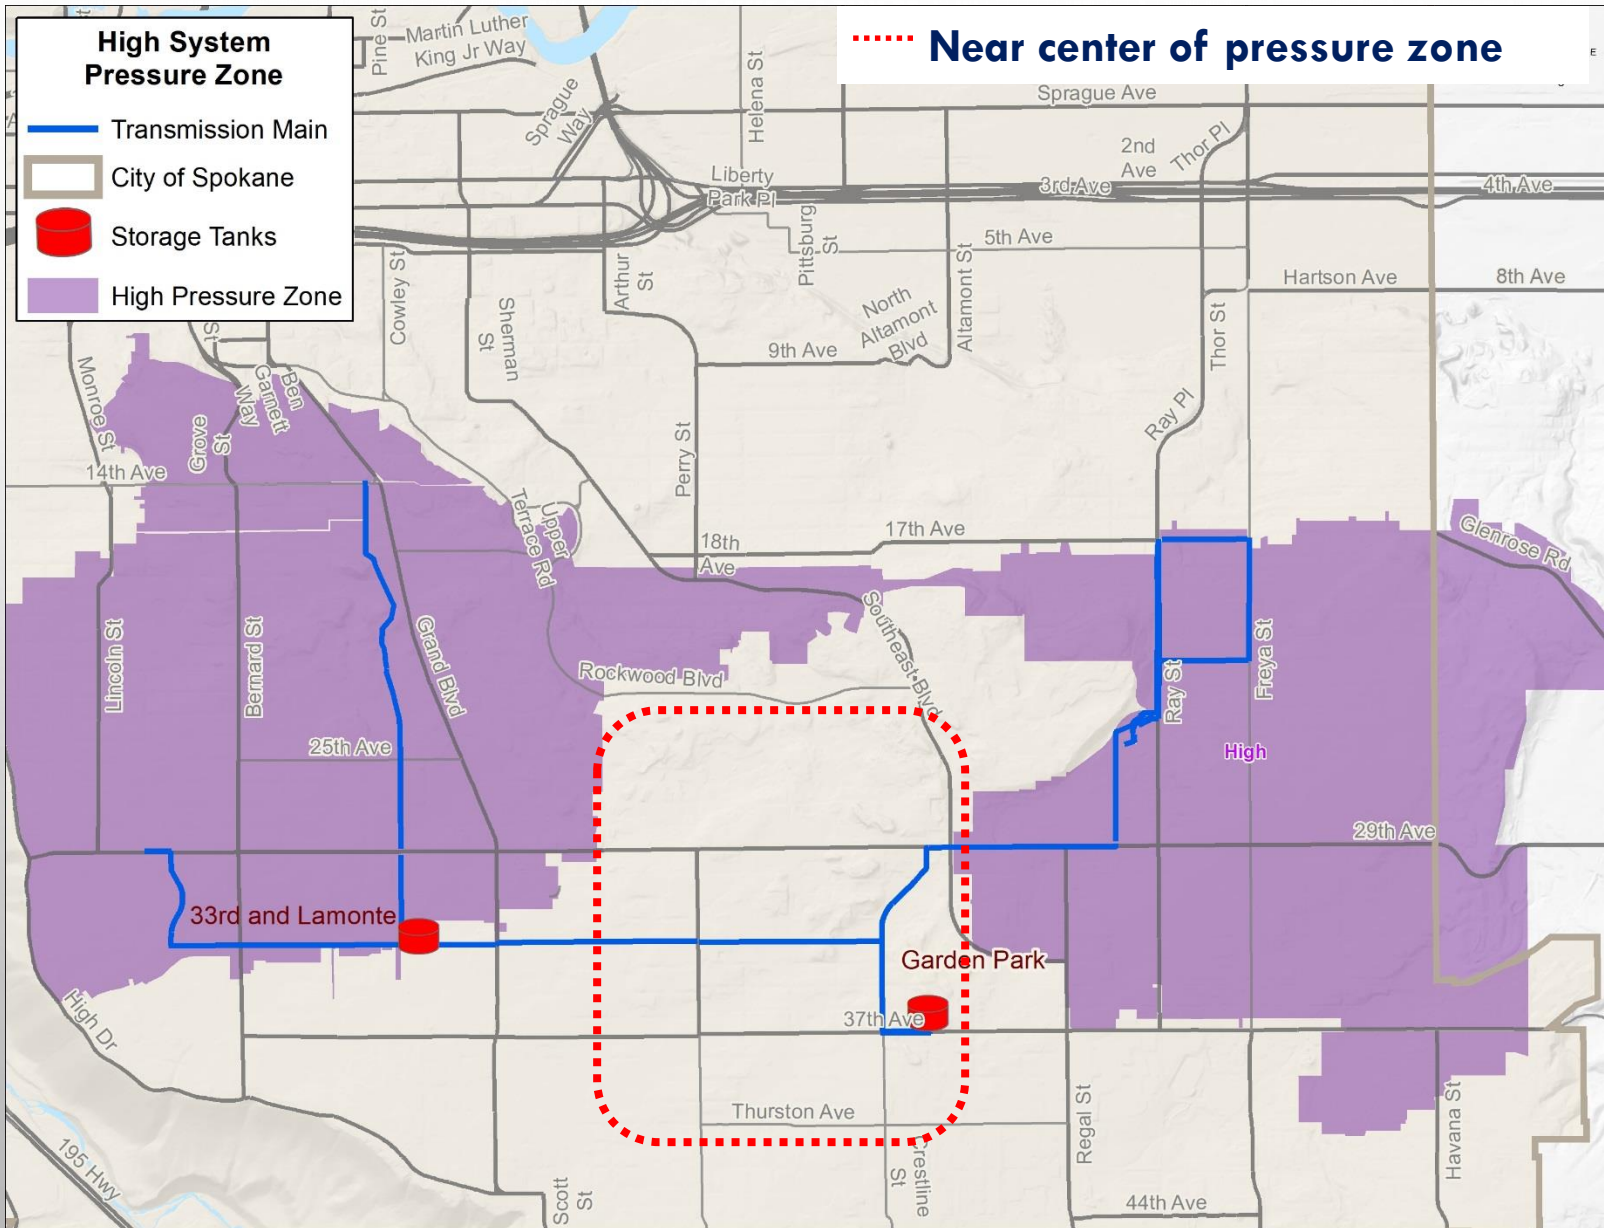 High System
Pressure Zone
Transmission Main
City of Spokane
Storage Tanks
High Pressure Zone
Near center of pressure zone
Pine St
Martin Luther
King Jr Way
Sprague
Way
Helena St
Sprague Ave
2nd
Ave
Thor Pl
Liberty
Park Pl
3rd Ave
4th Ave
Pittsburg
St
5th Ave
Altamont St
Hartson Ave
8th Ave
Cowley St
Arthur
St
Sherman
St
North
Altamont
Blvd
9th Ave
Thor St
St
Ben
Garnett
Way
Monroe St
Grove
St
Ray Pl
Perry St
14th Ave
Upper
Terrace Rd
18th
Ave
17th Ave
Glenrose Rd
Lincoln St
Bernard St
Grand Blvd
Southeast Blvd
Rockwood Blvd
Ray St
Freya St
25th Ave
High
29th Ave
33rd and Lamonte
Garden Park
37th Ave
High Dr
Thurston Ave
Regal St
Havana St
195 Hwy
Scott
St
Crestline
St
44th Ave